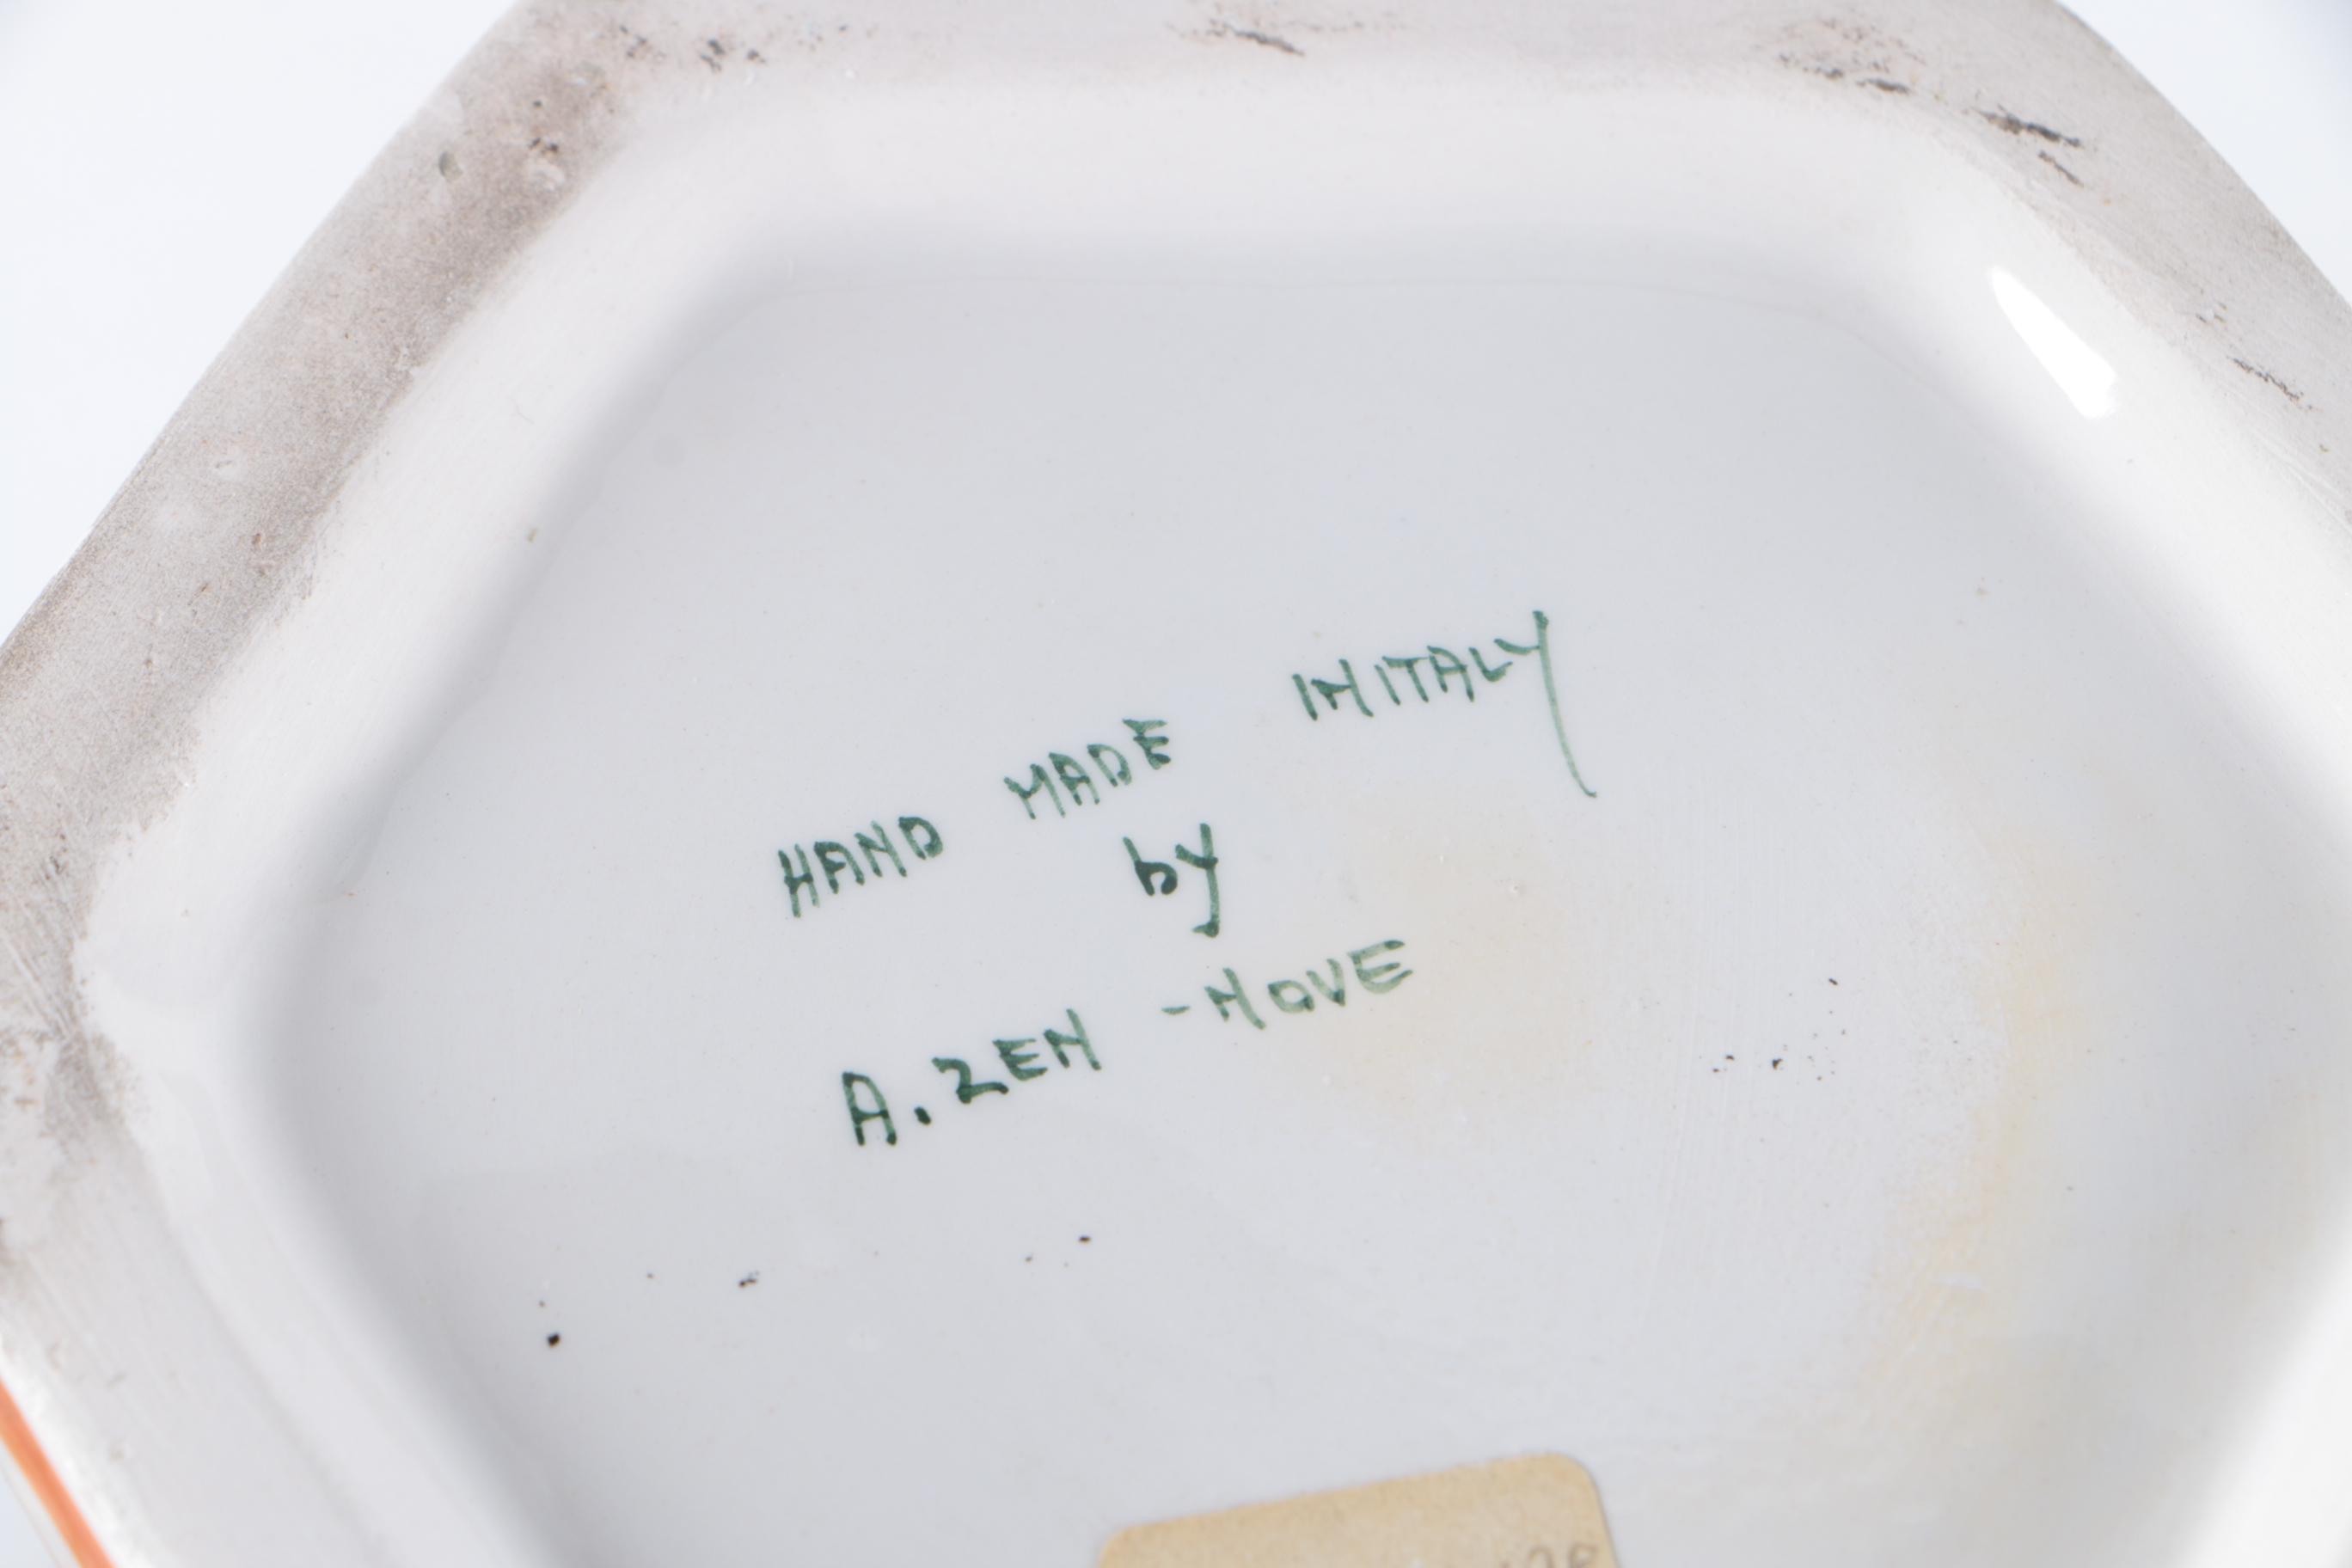 HAND MADE IN ITALY
by
A. ZEN - NOVE